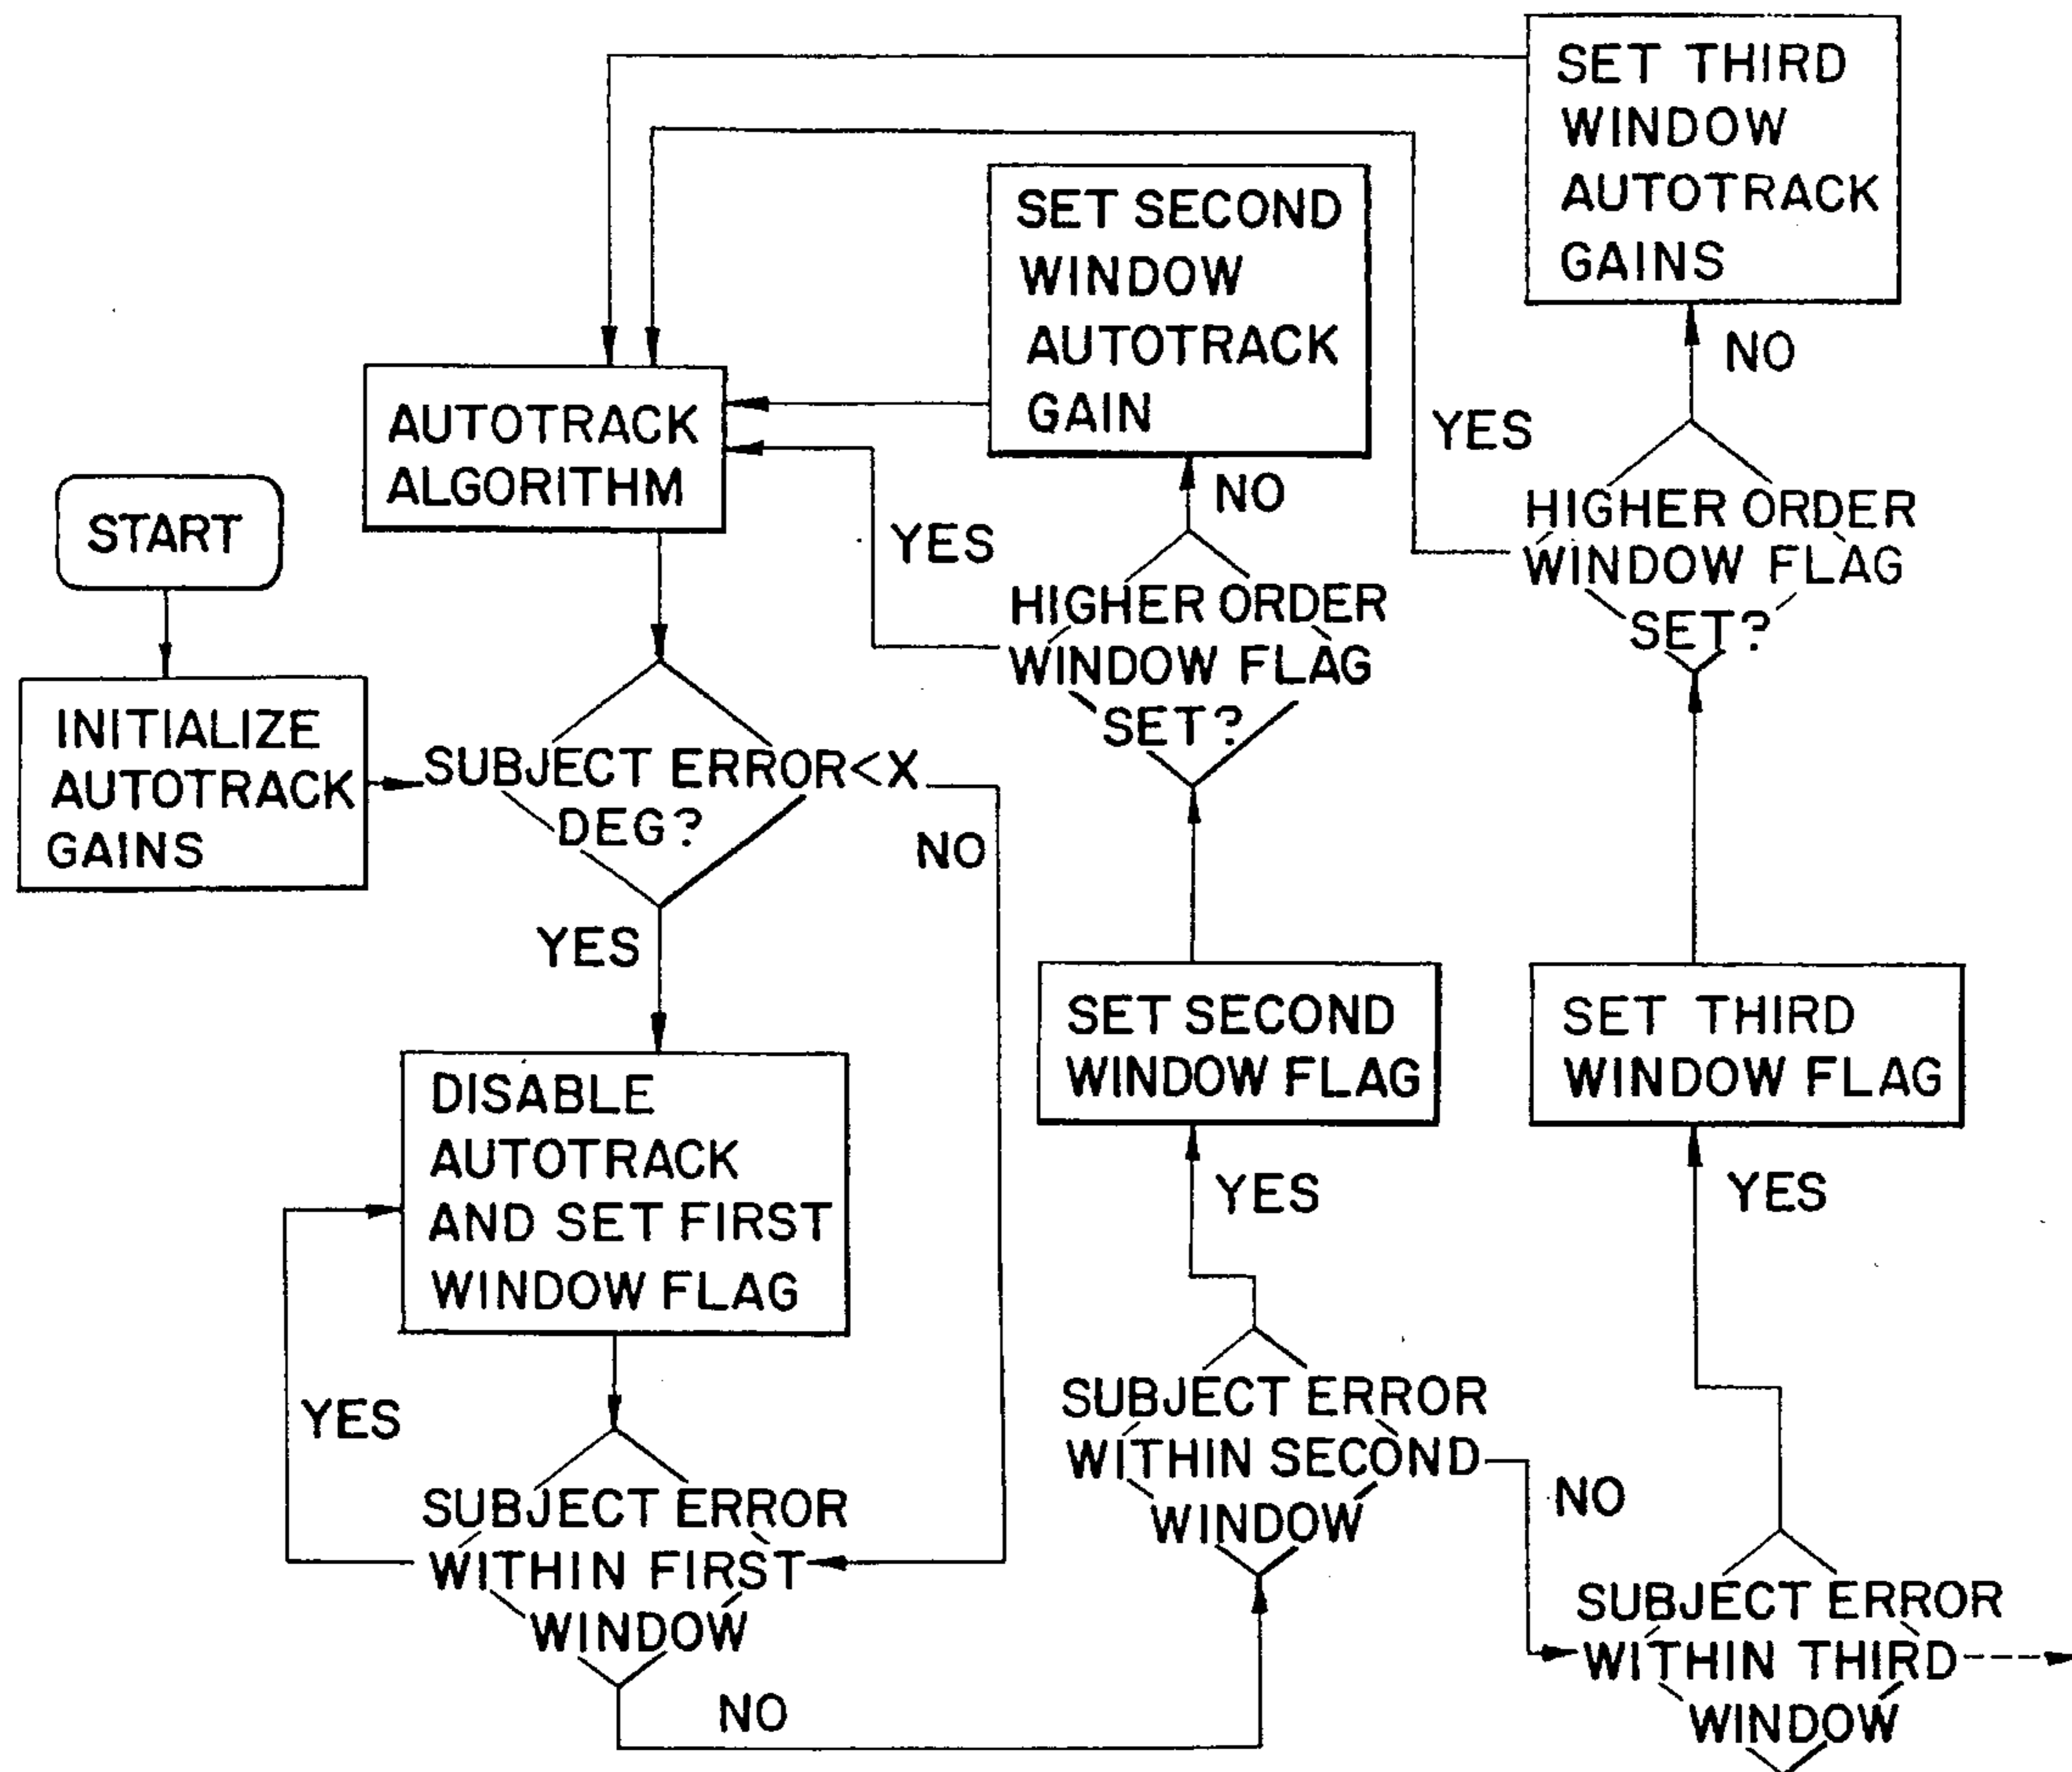 SET THIRD
WINDOW
AUTOTRACK
GAINS
SET SECOND
WINDOW
AUTOTRACK
GAIN
NO
YES
AUTOTRACK
ALGORITHM
NO
YES
START
HIGHER ORDER
WINDOW FLAG
SET?
HIGHER ORDER
WINDOW FLAG
SET?
INITIALIZE
AUTOTRACK
GAINS
SUBJECT ERROR<X
DEG?
NO
YES
SET SECOND
WINDOW FLAG
SET THIRD
WINDOW FLAG
DISABLE
AUTOTRACK
AND SET FIRST
WINDOW FLAG
YES
YES
YES
SUBJECT ERROR
WITHIN FIRST
WINDOW
NO
SUBJECT ERROR
WITHIN SECOND
WINDOW
NO
SUBJECT ERROR
WITHIN THIRD
WINDOW